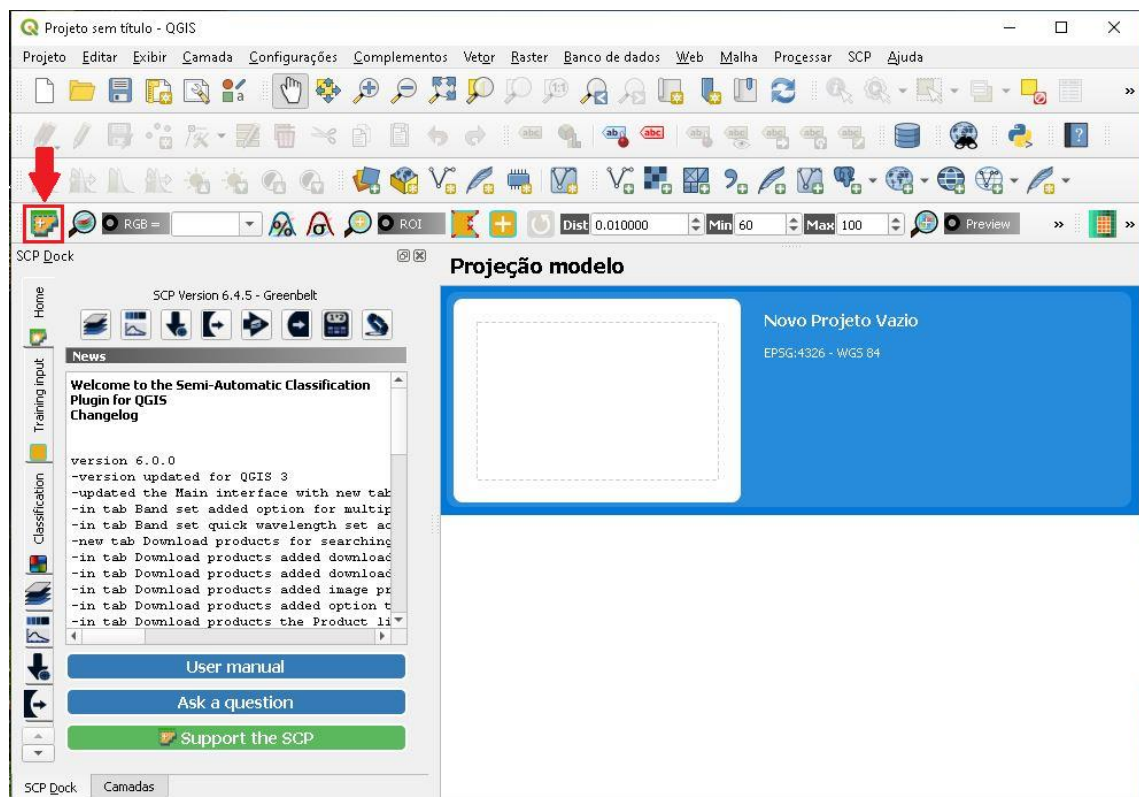 Projeto sem título - QGIS
Projeto Editar Exibir Camada Configurações Complementos Vetor Raster Banco de dados Web Malha Processar SCP Ajuda
RGB =
ROI
Dist 0.010000
Min 60
Max 100
Preview
SCP Dock
Projeção modelo
Home
Training input
Classification
SCP Version 6.4.5 - Greenbelt
News
Welcome to the Semi-Automatic Classification
Plugin for QGIS
Changelog
version 6.0.0
-version updated for QGIS 3
-updated the Main interface with new tab
-in tab Band set added option for multip
-in tab Band set quick wavelength set ad
-new tab Download products for searching
-in tab Download products added download
-in tab Download products added download
-in tab Download products added image pr
-in tab Download products added option t
-in tab Download products the Product li
User manual
Ask a question
Support the SCP
SCP Dock
Camadas
Novo Projeto Vazio
EPSG:4326 - WGS 84